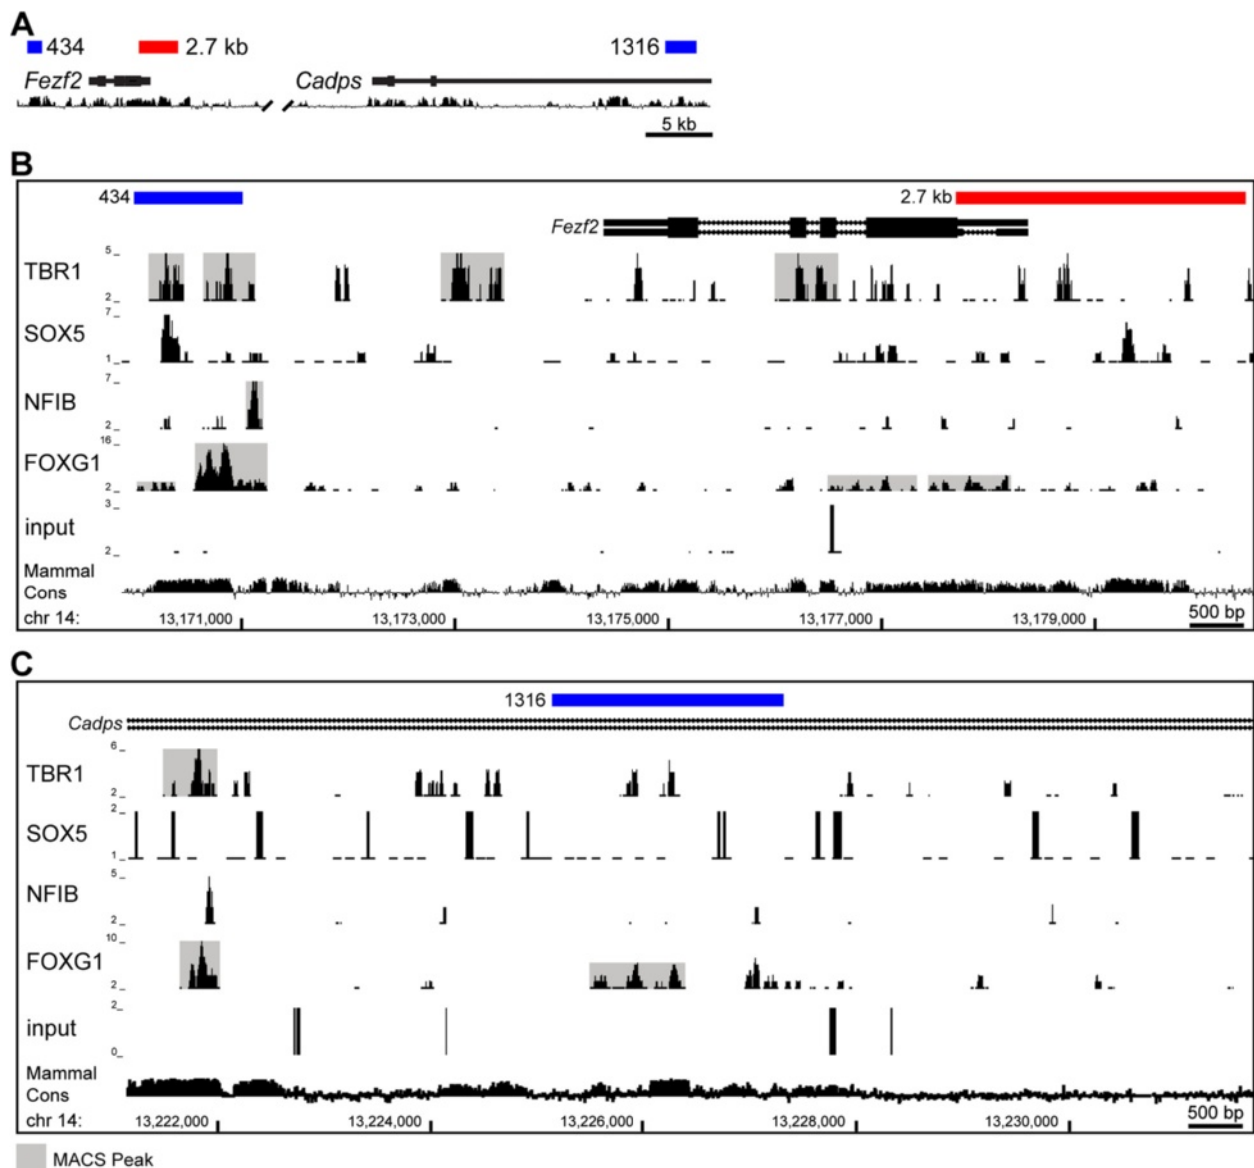 A
434 2.7 kb 1316
Fezf2 Cadps
5 kb
B
434 2.7 kb
Fezf2
TBR1 5 2
SOX5 7 1
NFIB 7 2
FOXG1 16 2
input 3 2
Mammal
Cons
chr 14: 13,171,000 13,173,000 13,175,000 13,177,000 13,179,000 500 bp
C
1316
Cadps
TBR1 6 2
SOX5 2 1
NFIB 5 2
FOXG1 10 2
input 2 0
Mammal
Cons
chr 14: 13,222,000 13,224,000 13,226,000 13,228,000 13,230,000 500 bp
MACS Peak